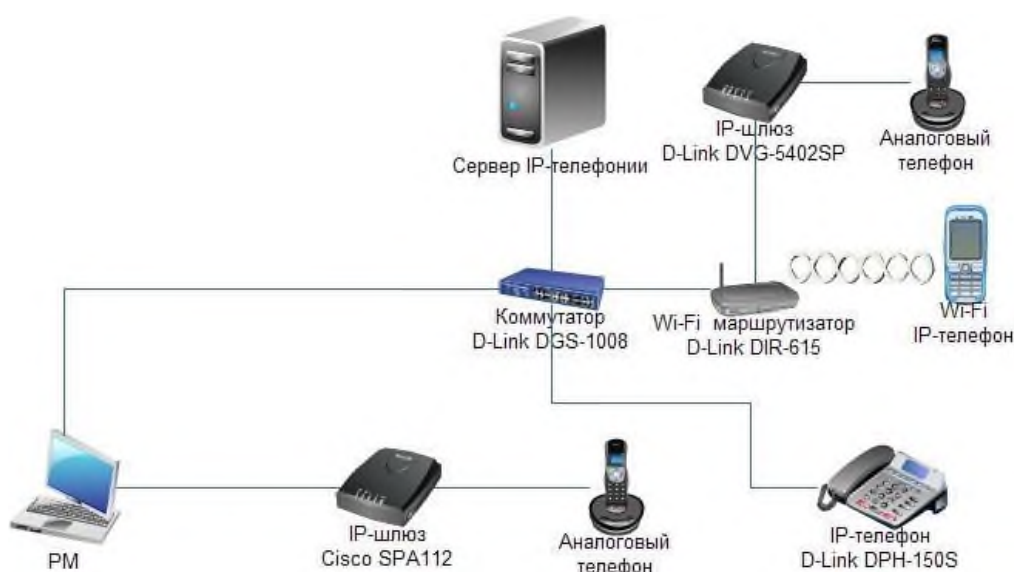 IP-шлюз
D-Link DVG-5402SP
Аналоговый
телефон
Сервер IP-телефонии
Коммутатор
D-Link DGS-1008
Wi-Fi маршрутизатор
D-Link DIR-615
Wi-Fi
IP-телефон
РМ
IP-шлюз
Cisco SPA112
Аналоговый
телефон
IP-телефон
D-Link DPH-150S